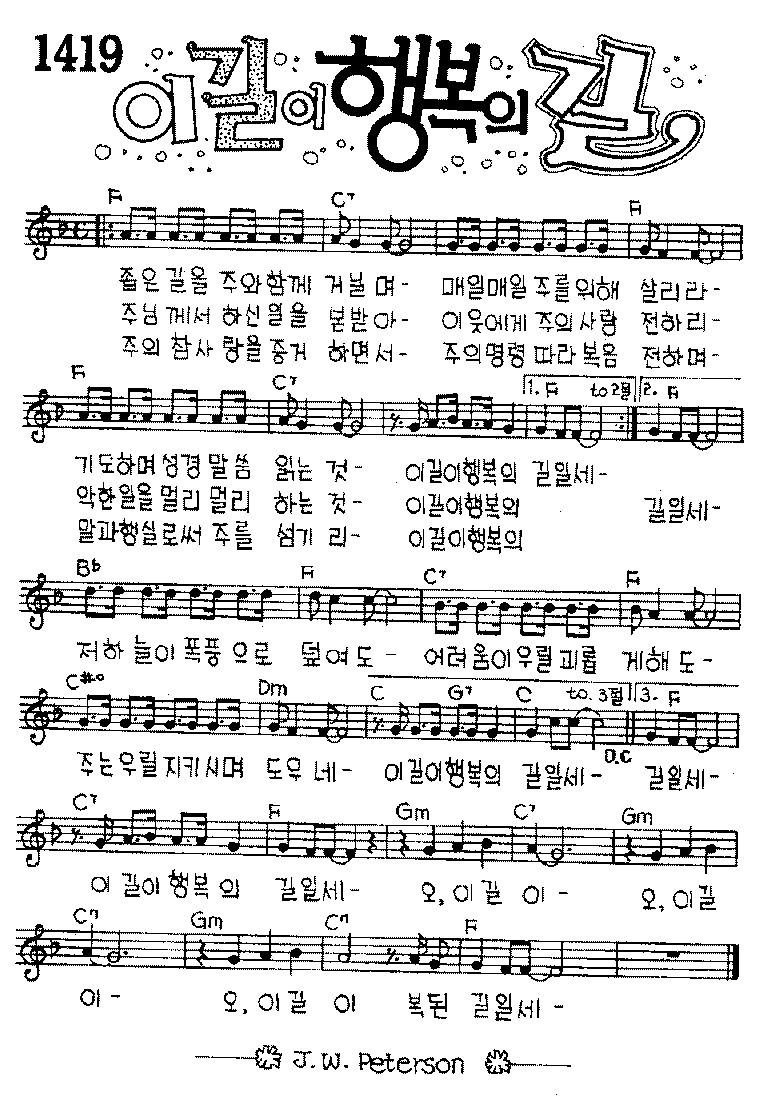 1419 이길이 행복의 길
F C7 F
좁은 길을 주와함께 거닐 며- 매일매일 주를위해 살리라-
주님 께서 하신일을 본받아- 이웃에게 주의사랑 전하리-
주의 참사 랑을증거 하면서- 주의명령 따라복음 전하며-
F C7 1. F to 2절 2. F
기도하며성경말씀 읽는 것- 이길이행복의 길일세-
악한일을멀리멀리 하는 것- 이길이행복의 길일세-
말과행실로써 주를 섬기 리- 이길이행복의
Bb F C7 F
저하 늘이폭풍으로 덮여도- 어려움이우릴괴롭 게해 도-
C#o Dm C G7 C to. 3절 3. F
D.C
주는우릴지키시며 도우 네- 이길이행복의 길일세- 길일세-
C7 F Gm C7 Gm
이 길이 행복 의 길일세- 오, 이 길 이 - 오, 이길
C7 Gm C7 F
이- 오, 이길 이 복된 길일세-
J. W. Peterson